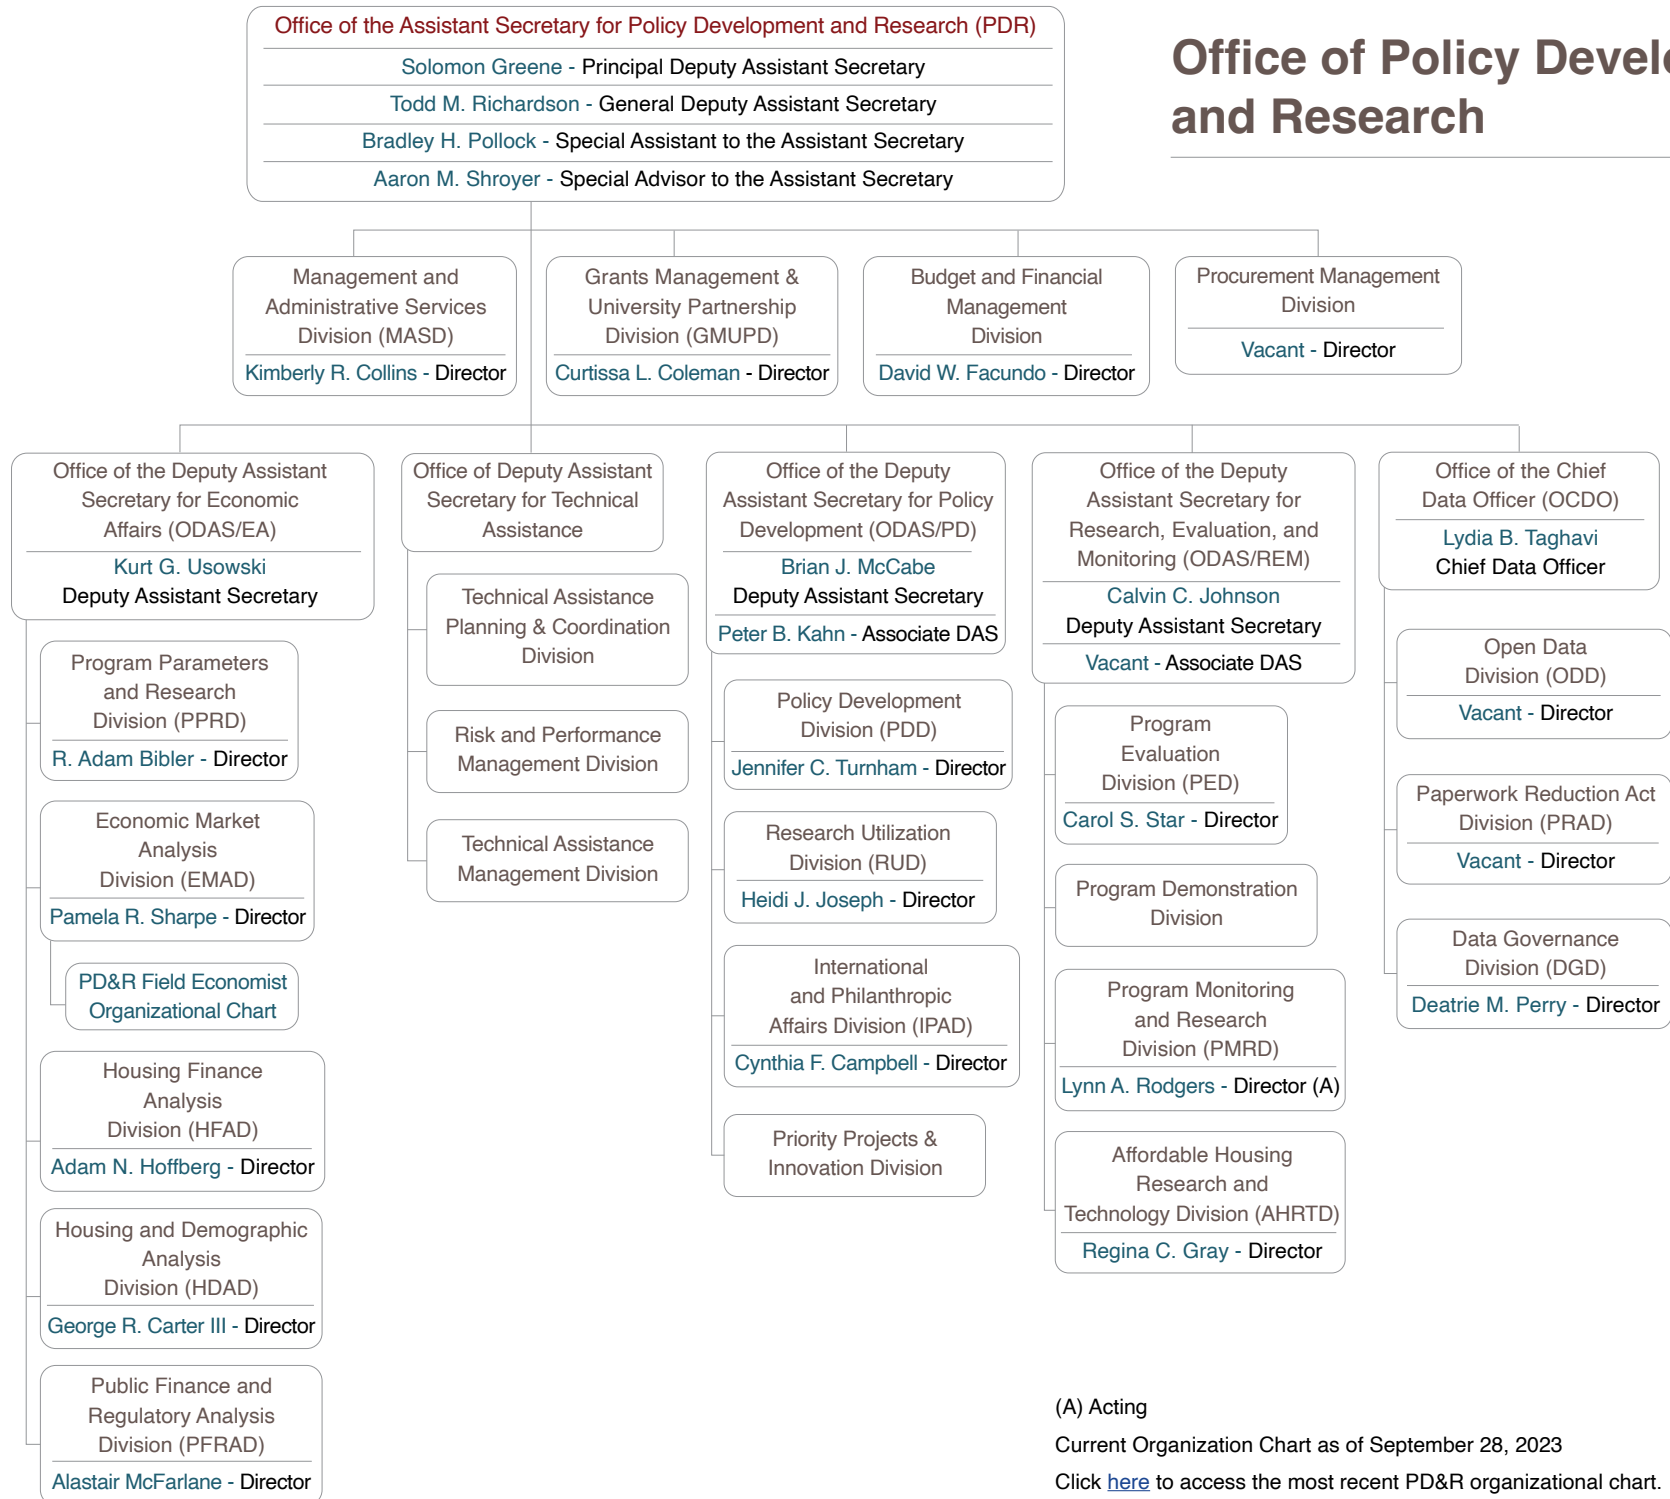 Office of the Assistant Secretary for Policy Development and Research (PDR)
Solomon Greene - Principal Deputy Assistant Secretary
Todd M. Richardson - General Deputy Assistant Secretary
Bradley H. Pollock - Special Assistant to the Assistant Secretary
Aaron M. Shroyer - Special Advisor to the Assistant Secretary
Office of Policy Devel
and Research
Management and
Administrative Services
Division (MASD)
Kimberly R. Collins - Director
Grants Management &
University Partnership
Division (GMUPD)
Curtissa L. Coleman - Director
Budget and Financial
Management
Division
David W. Facundo - Director
Procurement Management
Division
Vacant - Director
Office of the Deputy Assistant
Secretary for Economic
Affairs (ODAS/EA)
Kurt G. Usowski
Deputy Assistant Secretary
Program Parameters
and Research
Division (PPRD)
R. Adam Bibler - Director
Economic Market
Analysis
Division (EMAD)
Pamela R. Sharpe - Director
PD&R Field Economist
Organizational Chart
Housing Finance
Analysis
Division (HFAD)
Adam N. Hoffberg - Director
Housing and Demographic
Analysis
Division (HDAD)
George R. Carter III - Director
Public Finance and
Regulatory Analysis
Division (PFRAD)
Alastair McFarlane - Director
Office of Deputy Assistant
Secretary for Technical
Assistance
Technical Assistance
Planning & Coordination
Division
Risk and Performance
Management Division
Technical Assistance
Management Division
Office of the Deputy
Assistant Secretary for Policy
Development (ODAS/PD)
Brian J. McCabe
Deputy Assistant Secretary
Peter B. Kahn - Associate DAS
Policy Development
Division (PDD)
Jennifer C. Turnham - Director
Research Utilization
Division (RUD)
Heidi J. Joseph - Director
International
and Philanthropic
Affairs Division (IPAD)
Cynthia F. Campbell - Director
Priority Projects &
Innovation Division
Office of the Deputy
Assistant Secretary for
Research, Evaluation, and
Monitoring (ODAS/REM)
Calvin C. Johnson
Deputy Assistant Secretary
Vacant - Associate DAS
Program
Evaluation
Division (PED)
Carol S. Star - Director
Program Demonstration
Division
Program Monitoring
and Research
Division (PMRD)
Lynn A. Rodgers - Director (A)
Affordable Housing
Research and
Technology Division (AHRTD)
Regina C. Gray - Director
Office of the Chief
Data Officer (OCDO)
Lydia B. Taghavi
Chief Data Officer
Open Data
Division (ODD)
Vacant - Director
Paperwork Reduction Act
Division (PRAD)
Vacant - Director
Data Governance
Division (DGD)
Deatrie M. Perry - Director
(A) Acting
Current Organization Chart as of September 28, 2023
Click here to access the most recent PD&R organizational chart.